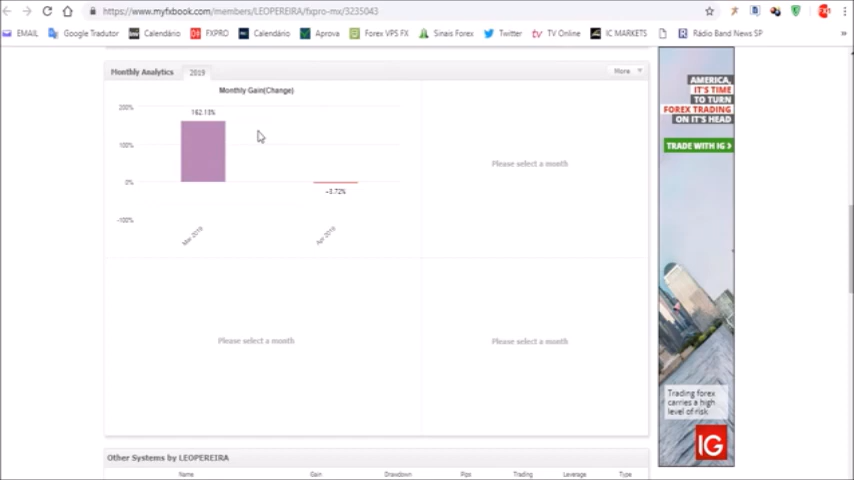 https://www.myfxbook.com/members/LEOPEREIRA/fxpro-mx/3235043
EMAIL Google Tradutor Calendário FXPRO Calendário Aprova Forex VPS FX Sinais Forex Twitter TV Online IC MARKETS Rádio Band News SP »
Monthly Analytics 2019 More
Monthly Gain(Change)
200%
162.13%
100%
0%
-3.72%
-100%
Mar 2019
Apr 2019
Please select a month
Please select a month
Please select a month
Other Systems by LEOPEREIRA
Name Gain Drawdown Pips Trading Leverage Type
AMERICA,
IT'S TIME
TO TURN
FOREX TRADING
ON IT'S HEAD
TRADE WITH IG >
Trading forex
carries a high
level of risk
IG